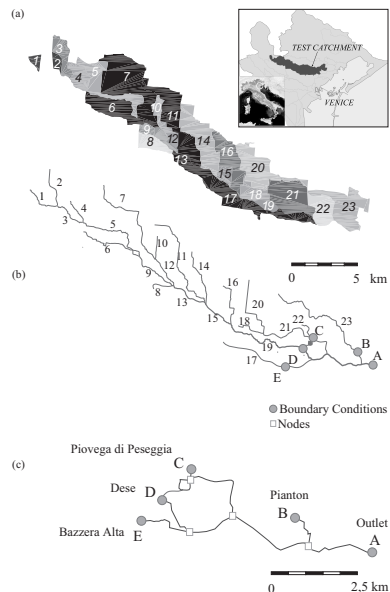 (a)
TEST CATCHMENT
VENICE
1
2
3
4
5
6
7
8
9
10
11
12
13
14
15
16
17
18
19
20
21
22
23
0 5 km
(b)
1
2
3
4
5
6
7
8
9
10
11
12
13
14
15
16
17
18
19
20
21
22
23
A
B
C
D
E
Boundary Conditions
Nodes
(c)
Piovega di Peseggia
C
Dese
D
Bazzera Alta
E
Pianton
B
Outlet
A
0 2,5 km